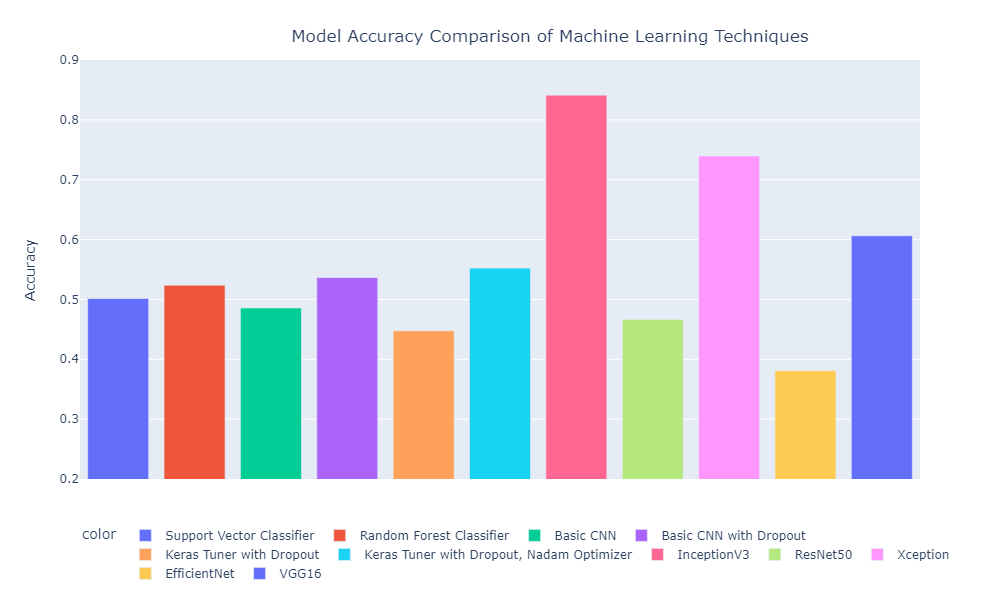 Model Accuracy Comparison of Machine Learning Techniques
0.9
0.8
0.7
0.6
0.5
0.4
0.3
0.2
Accuracy
color Support Vector Classifier Random Forest Classifier Basic CNN Basic CNN with Dropout
Keras Tuner with Dropout Keras Tuner with Dropout, Nadam Optimizer InceptionV3 ResNet50 Xception
EfficientNet VGG16